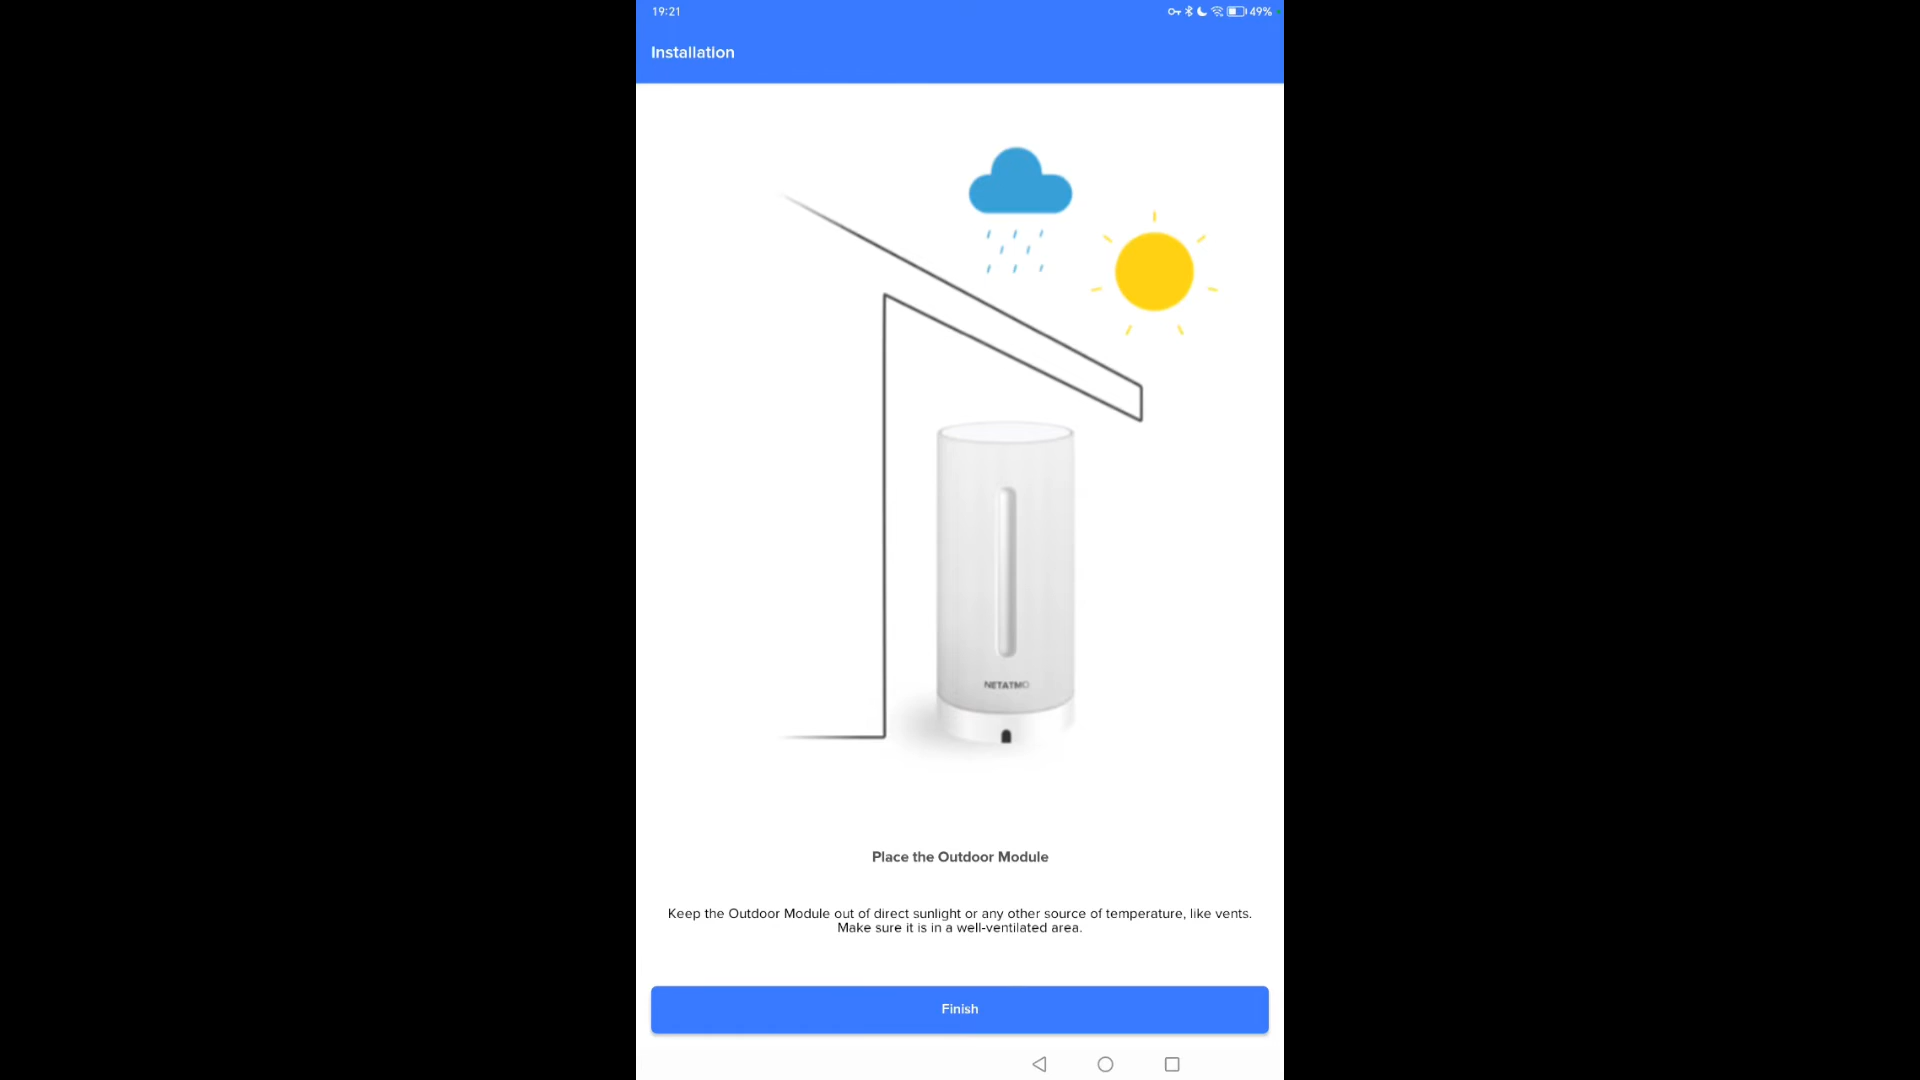 19:21
49%
Installation
NETATMO
Place the Outdoor Module
Keep the Outdoor Module out of direct sunlight or any other source of temperature, like vents.
Make sure it is in a well-ventilated area.
Finish